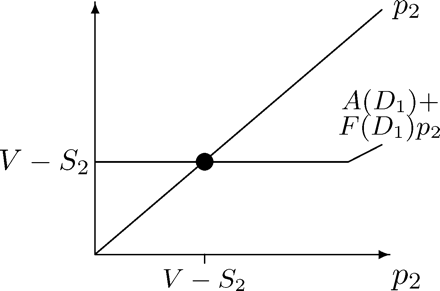 p₂
A(D₁)+
F(D₁)p₂
V − S₂
V − S₂
p₂